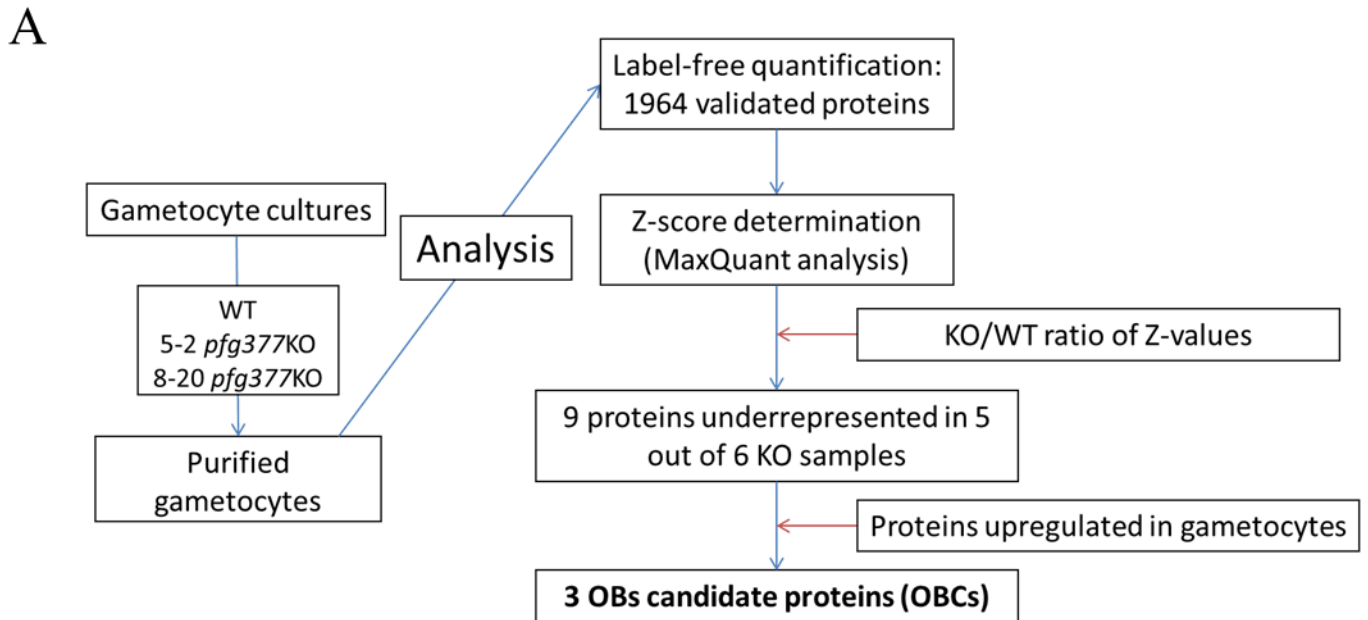 A
Gametocyte cultures
WT
5-2 pfg377KO
8-20 pfg377KO
Purified
gametocytes
Analysis
Label-free quantification:
1964 validated proteins
Z-score determination
(MaxQuant analysis)
KO/WT ratio of Z-values
9 proteins underrepresented in 5
out of 6 KO samples
Proteins upregulated in gametocytes
3 OBs candidate proteins (OBCs)